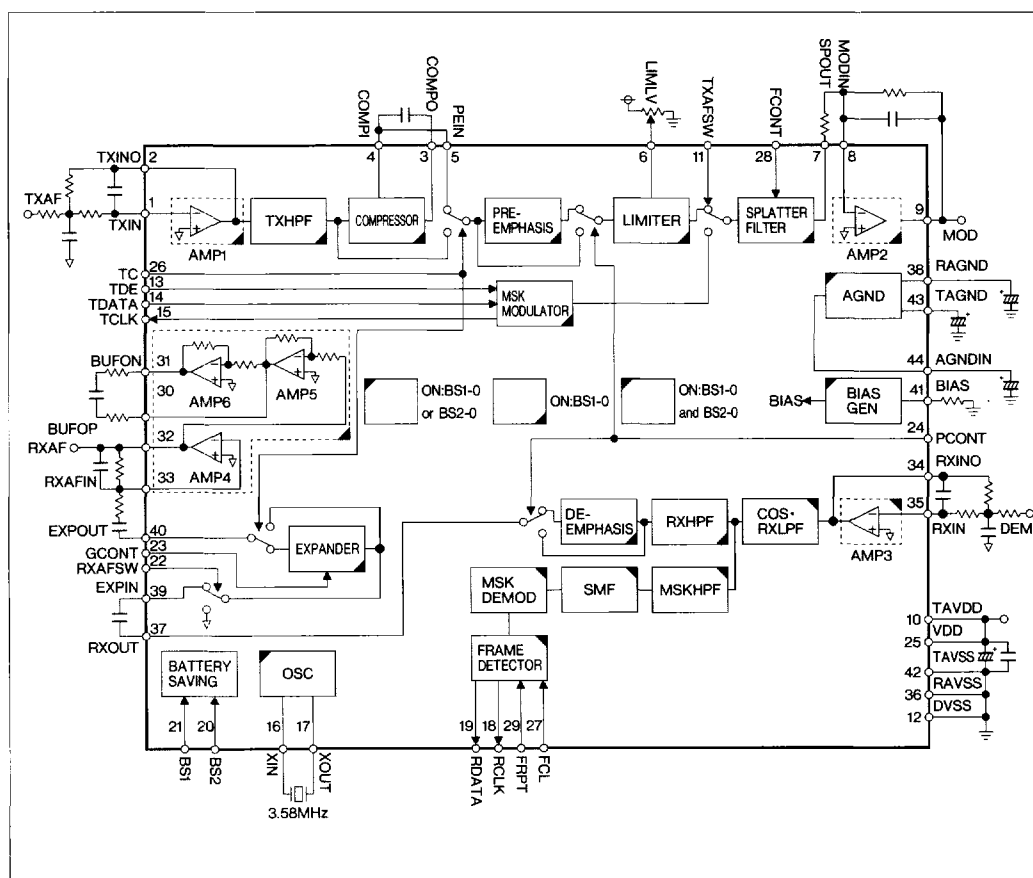 COMPI
COMPO
PEIN
LIMLV
TXAFSW
FCONT
SPOUT
MODIN
4
3
5
6
11
28
7
8
TXINO
2
TXAF
1
TXIN
AMP1
TXHPF
COMPRESSOR
PRE-
EMPHASIS
LIMITER
SPLATTER
FILTER
AMP2
9
MOD
TC
26
TDE
13
TDATA
14
TCLK
15
MSK
MODULATOR
AGND
38
RAGND
43
TAGND
44
AGNDIN
BUFON
31
30
BUFOP
AMP6
AMP5
ON:BS1-0
or BS2-0
ON:BS1-0
ON:BS1-0
and BS2-0
BIAS
BIAS
GEN
41
BIAS
24
PCONT
RXAF
32
RXAFIN
33
AMP4
34
RXINO
35
RXIN
DEM
EXPOUT
40
GCONT
23
RXAFSW
22
EXPIN
39
RXOUT
37
EXPANDER
DE-
EMPHASIS
RXHPF
COS·
RXLPF
AMP3
MSK
DEMOD
SMF
MSKHPF
FRAME
DETECTOR
10
TAVDD
VDD
25
TAVSS
42
RAVSS
36
DVSS
12
BATTERY
SAVING
OSC
21
20
16
17
19
18
29
27
BS1
BS2
XIN
XOUT
RDATA
RCLK
FRPT
FCL
3.58MHz